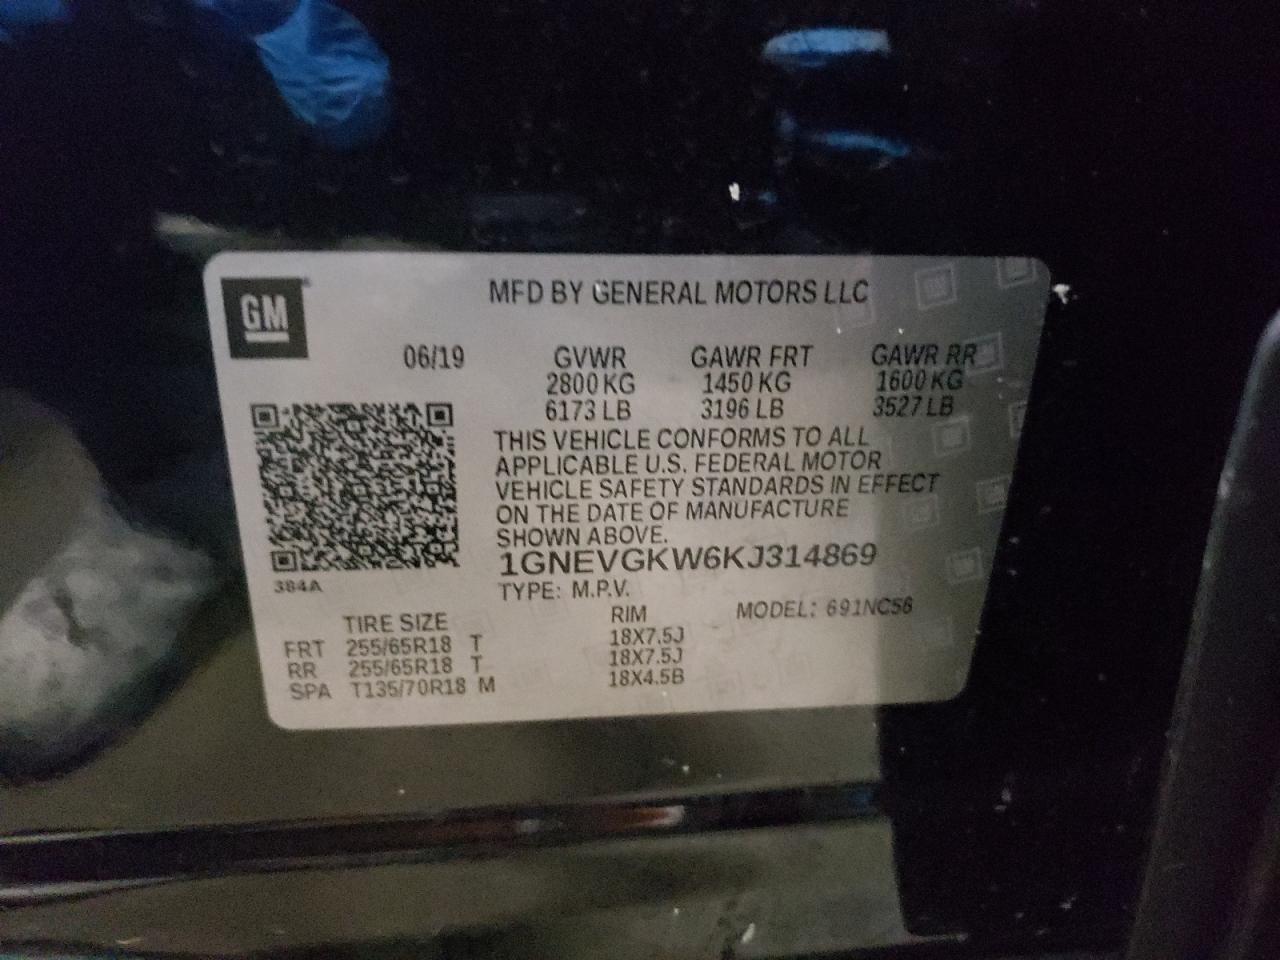 GM
MFD BY GENERAL MOTORS LLC
06/19 GVWR GAWR FRT GAWR RR
2800 KG 1450 KG 1600 KG
6173 LB 3196 LB 3527 LB
THIS VEHICLE CONFORMS TO ALL
APPLICABLE U.S. FEDERAL MOTOR
VEHICLE SAFETY STANDARDS IN EFFECT
ON THE DATE OF MANUFACTURE
SHOWN ABOVE.
1GNEVGKW6KJ314869
384A
TYPE: M.P.V.
TIRE SIZE RIM MODEL: 691NC56
FRT 255/65R18 T 18X7.5J
RR 255/65R18 T 18X7.5J
SPA T135/70R18 M 18X4.5B